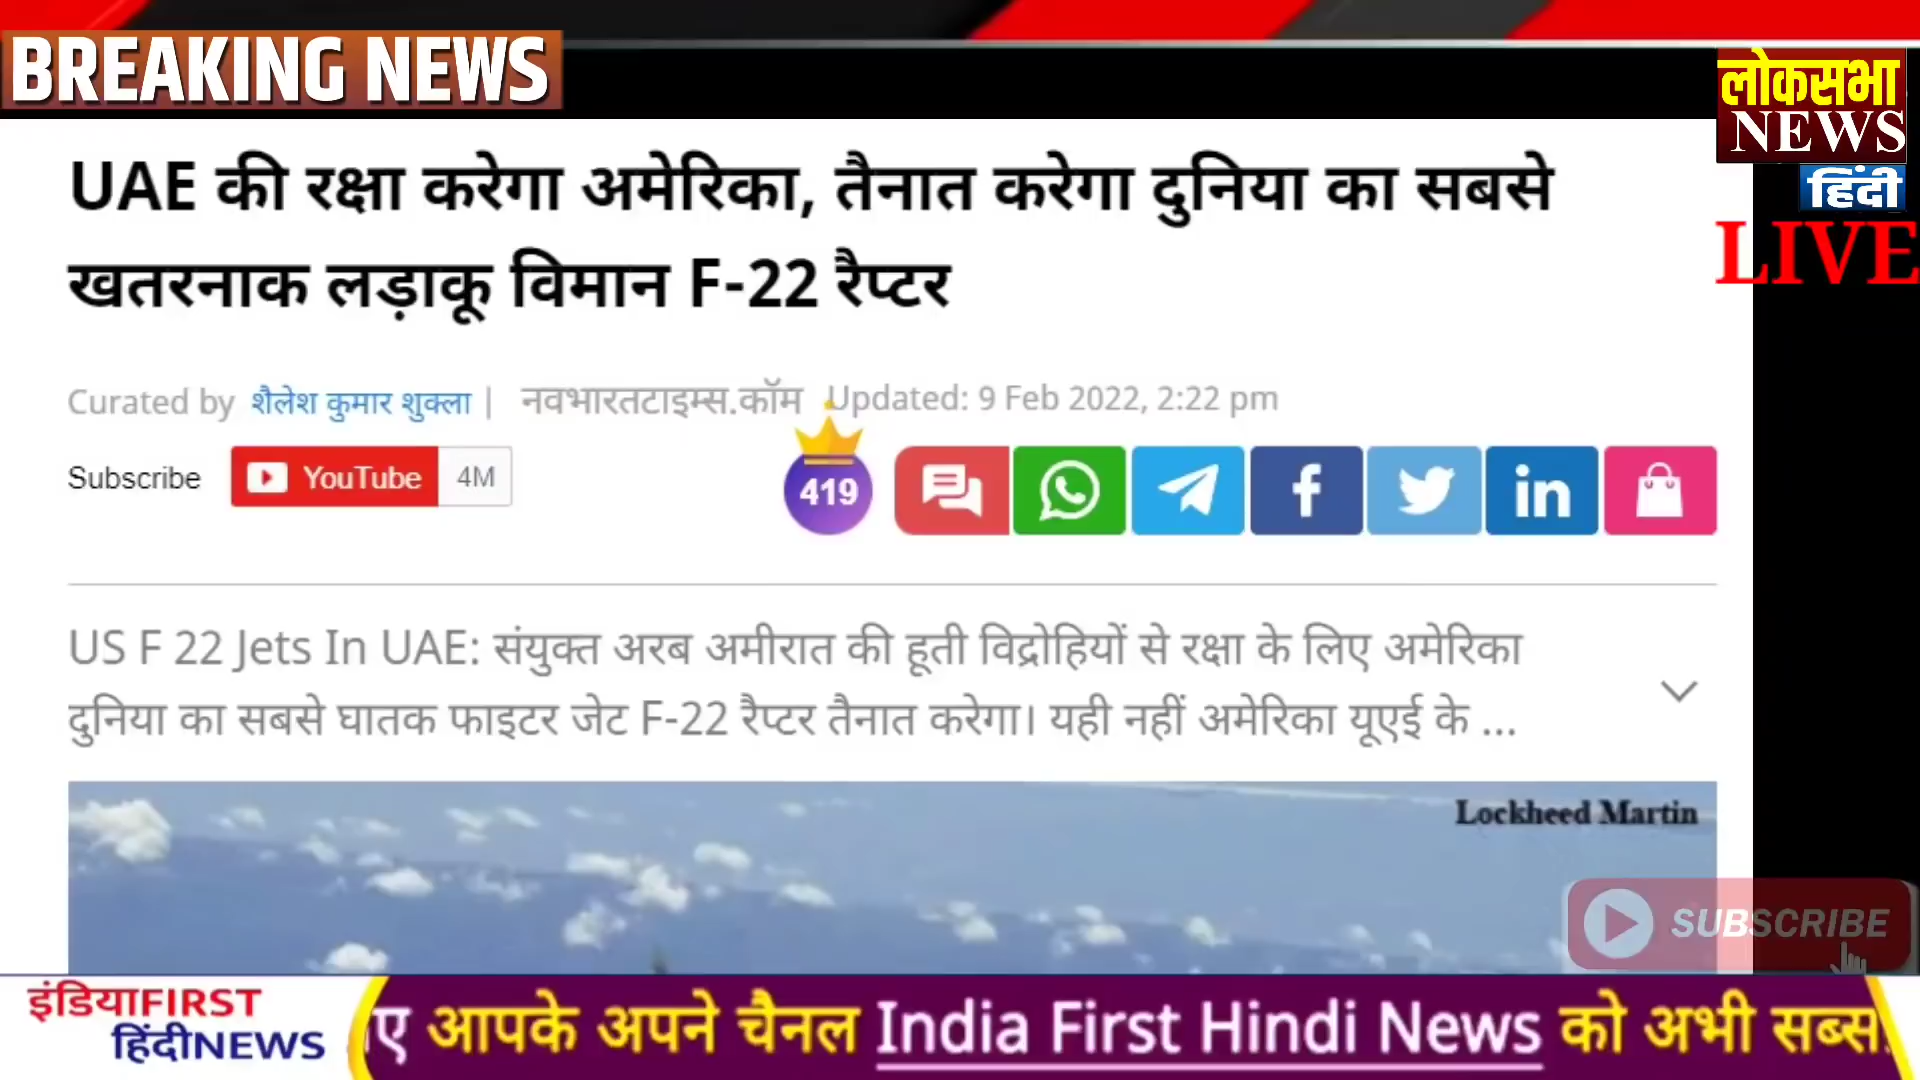 BREAKING NEWS
लोकसभा
NEWS
हिंदी
LIVE
UAE की रक्षा करेगा अमेरिका, तैनात करेगा दुनिया का सबसे
खतरनाक लड़ाकू विमान F-22 रैप्टर
Curated by शैलेश कुमार शुक्ला | नवभारतटाइम्स.कॉम Updated: 9 Feb 2022, 2:22 pm
Subscribe YouTube 4M 419
US F 22 Jets In UAE: संयुक्त अरब अमीरात की हूती विद्रोहियों से रक्षा के लिए अमेरिका
दुनिया का सबसे घातक फाइटर जेट F-22 रैप्टर तैनात करेगा। यही नहीं अमेरिका यूएई के ...
Lockheed Martin
SUBSCRIBE
इंडियाFIRST
हिंदीNEWS
ए आपके अपने चैनल India First Hindi News को अभी सब्स